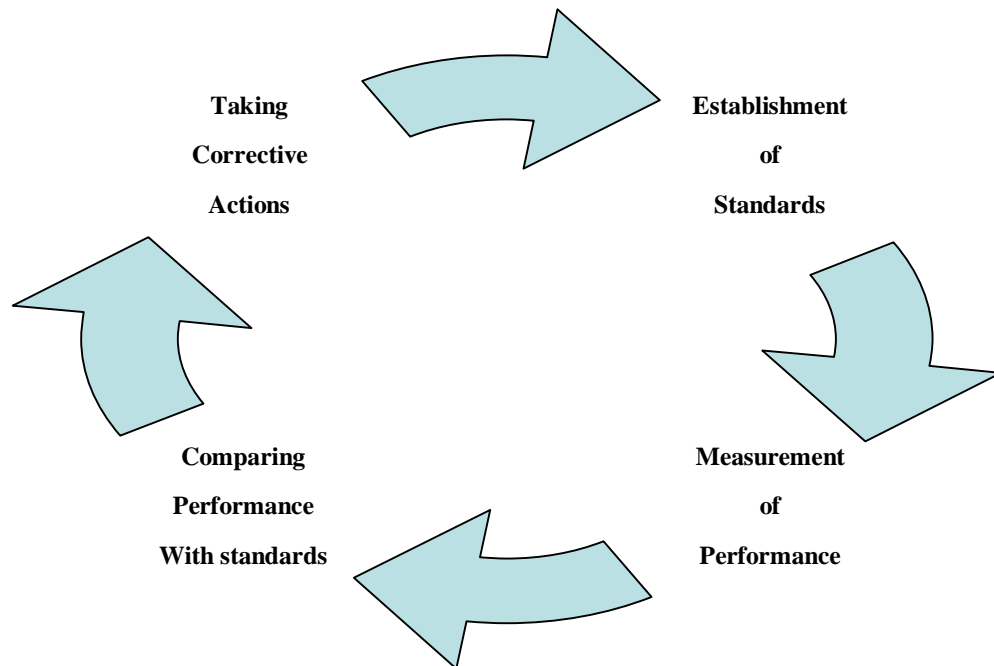 Taking
Corrective
Actions
Establishment
of
Standards
Measurement
of
Performance
Comparing
Performance
With standards